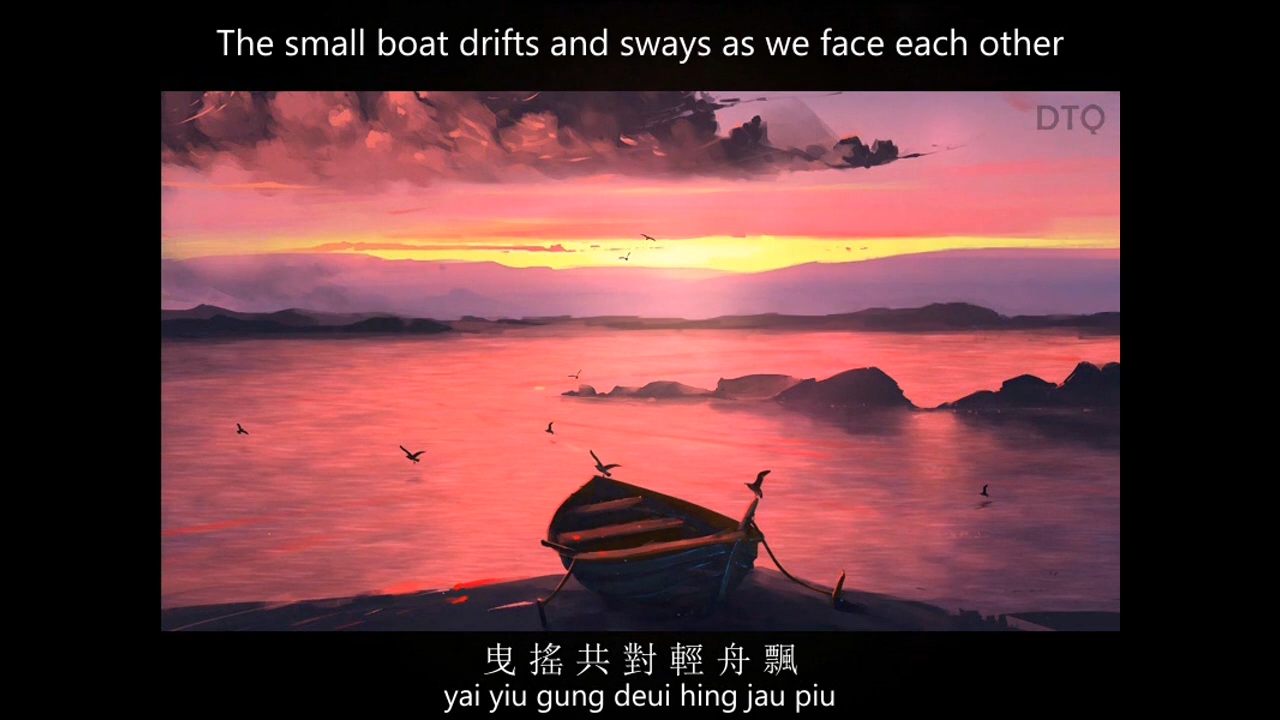 The small boat drifts and sways as we face each other
DTQ
曳搖共對輕舟飄
yai yiu gung deui hing jau piu